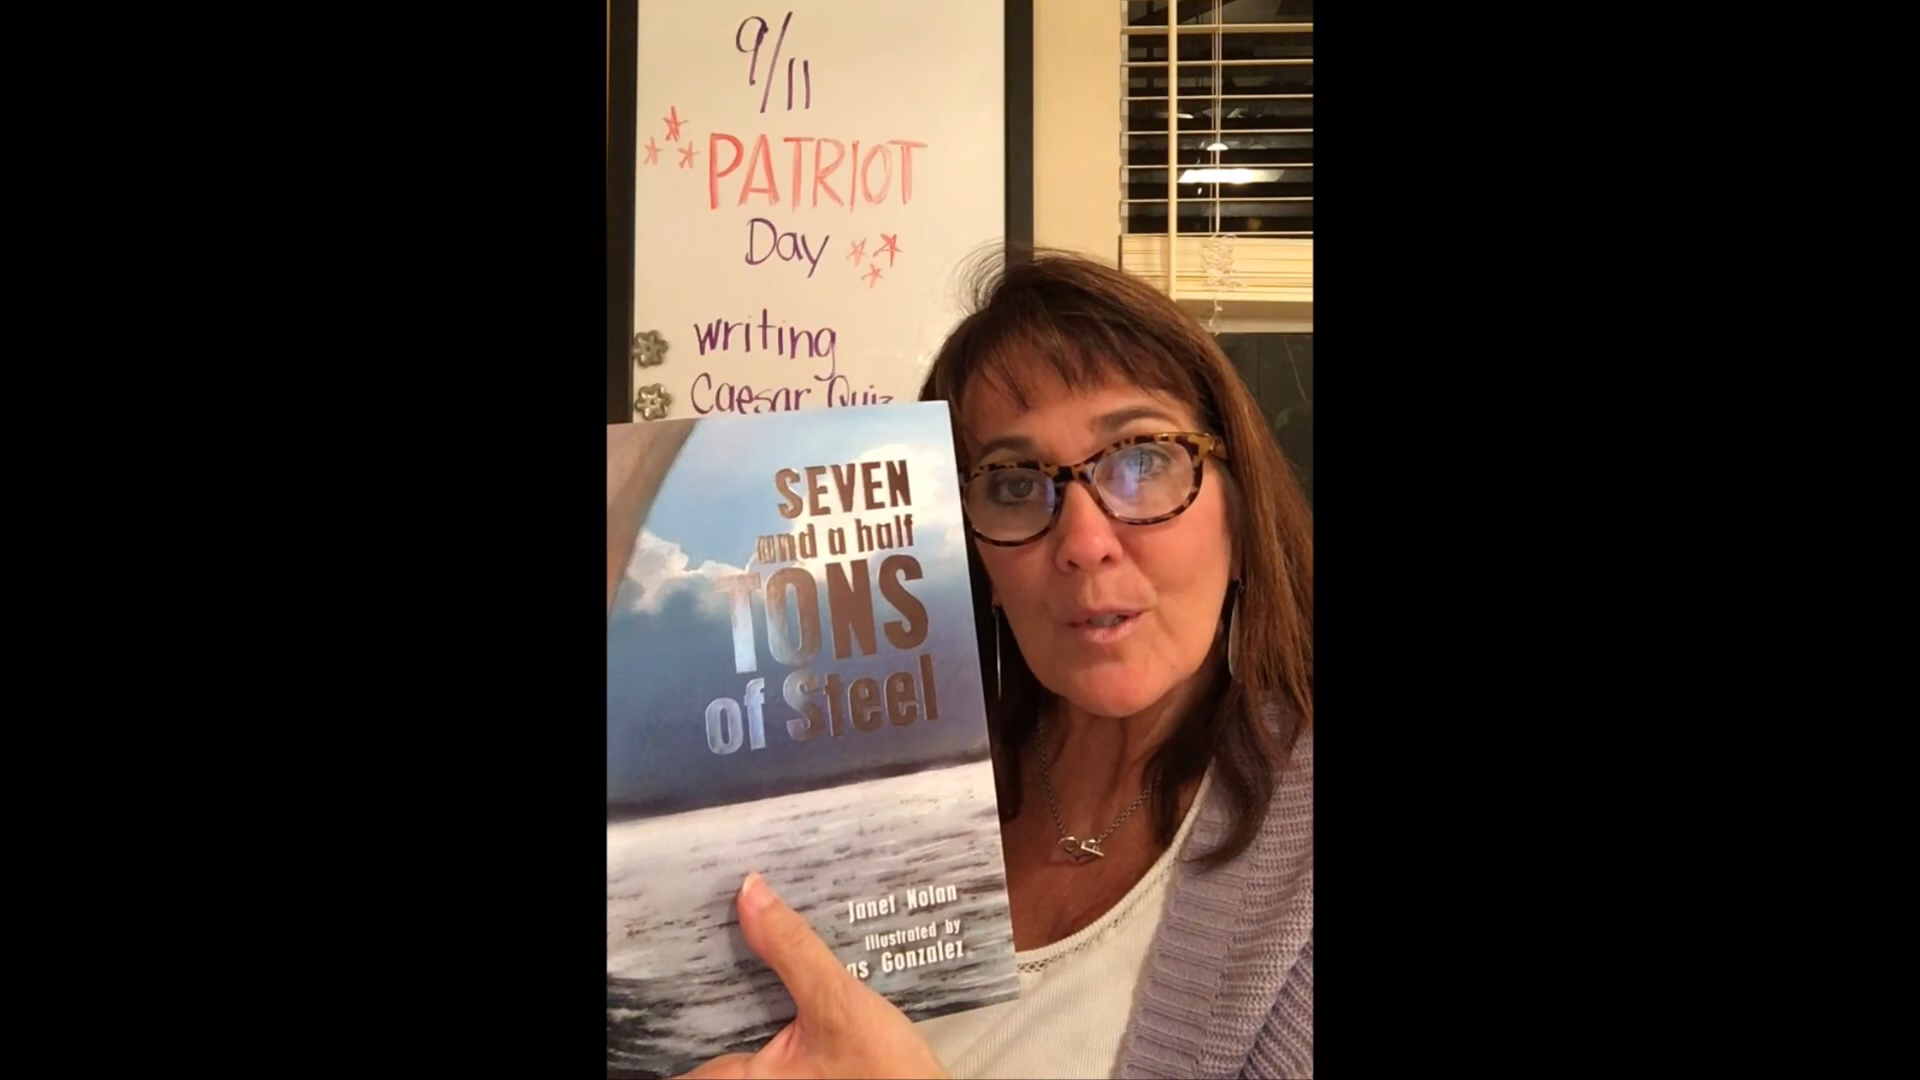 9/11
PATRIOT
Day
writing
Caesar Quiz
SEVEN
and a half
TONS
of Steel
Janet Nolan
Illustrated by
Gonzalez